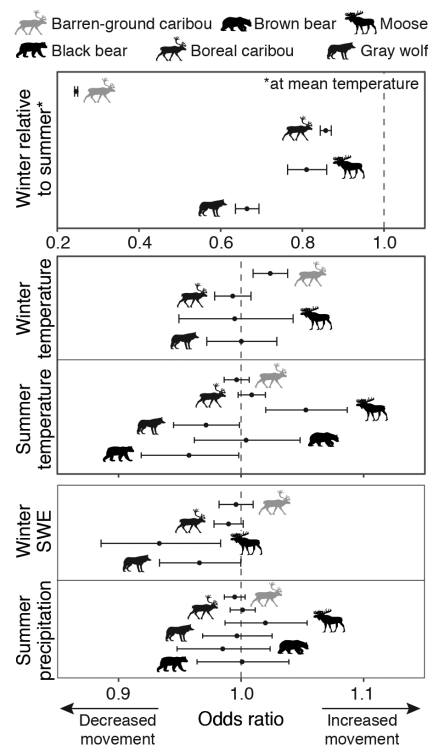 Barren-ground caribou Brown bear Moose
Black bear Boreal caribou Gray wolf
*at mean temperature
Winter relative
to summer*
0.2 0.4 0.6 0.8 1.0
Winter
temperature
Summer
temperature
Winter
SWE
Summer
precipitation
0.9 1.0 1.1
Decreased
movement
Odds ratio
Increased
movement